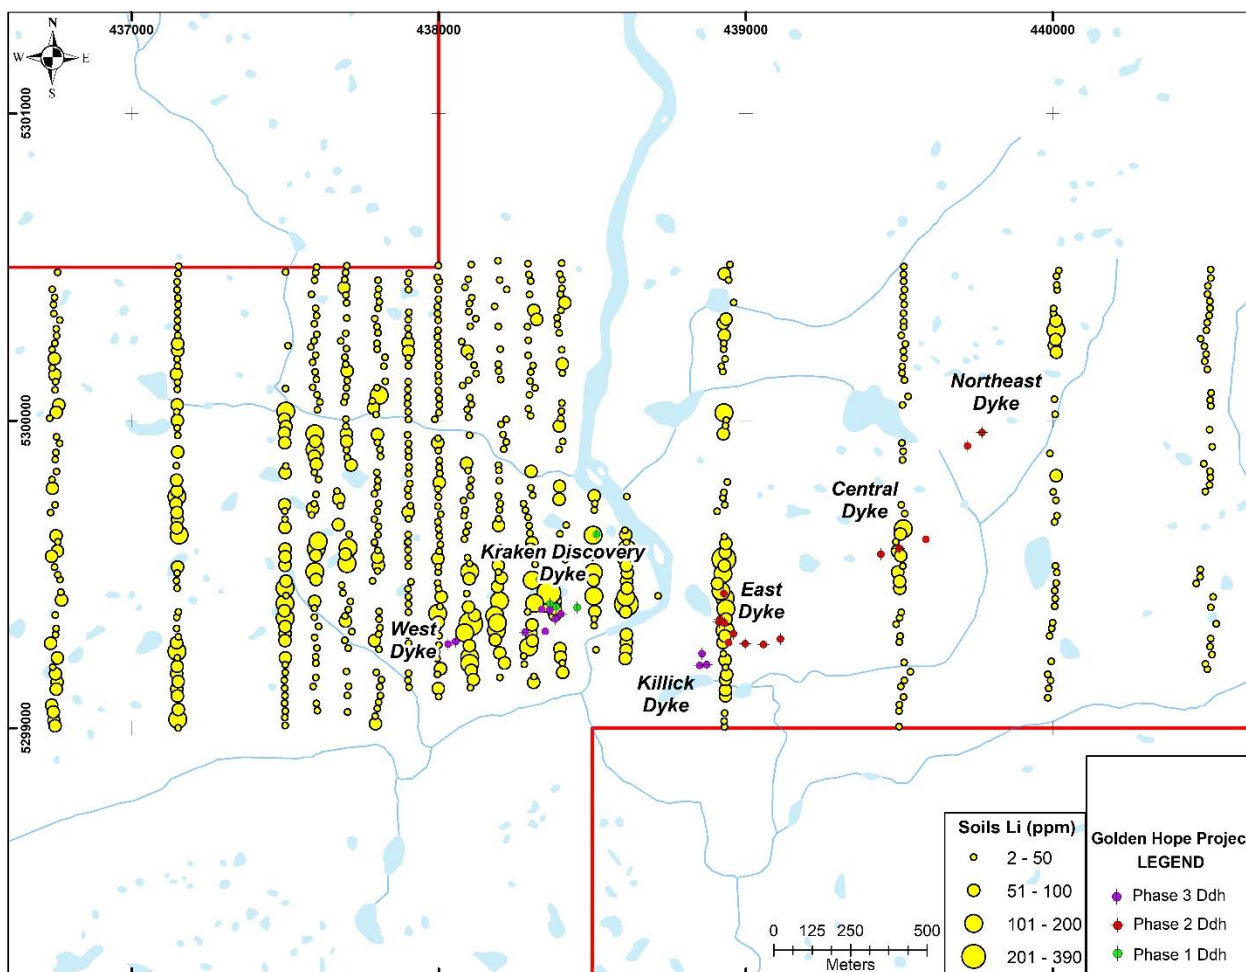 437000
438000
439000
440000
N
W
E
S
5301000
5300000
5299000
Northeast
Dyke
Central
Dyke
Kraken Discovery
Dyke
East
Dyke
West
Dyke
Killick
Dyke
Soils Li (ppm)
2 - 50
51 - 100
101 - 200
201 - 390
Golden Hope Projec
LEGEND
Phase 3 Ddh
Phase 2 Ddh
Phase 1 Ddh
0 125 250 500
Meters